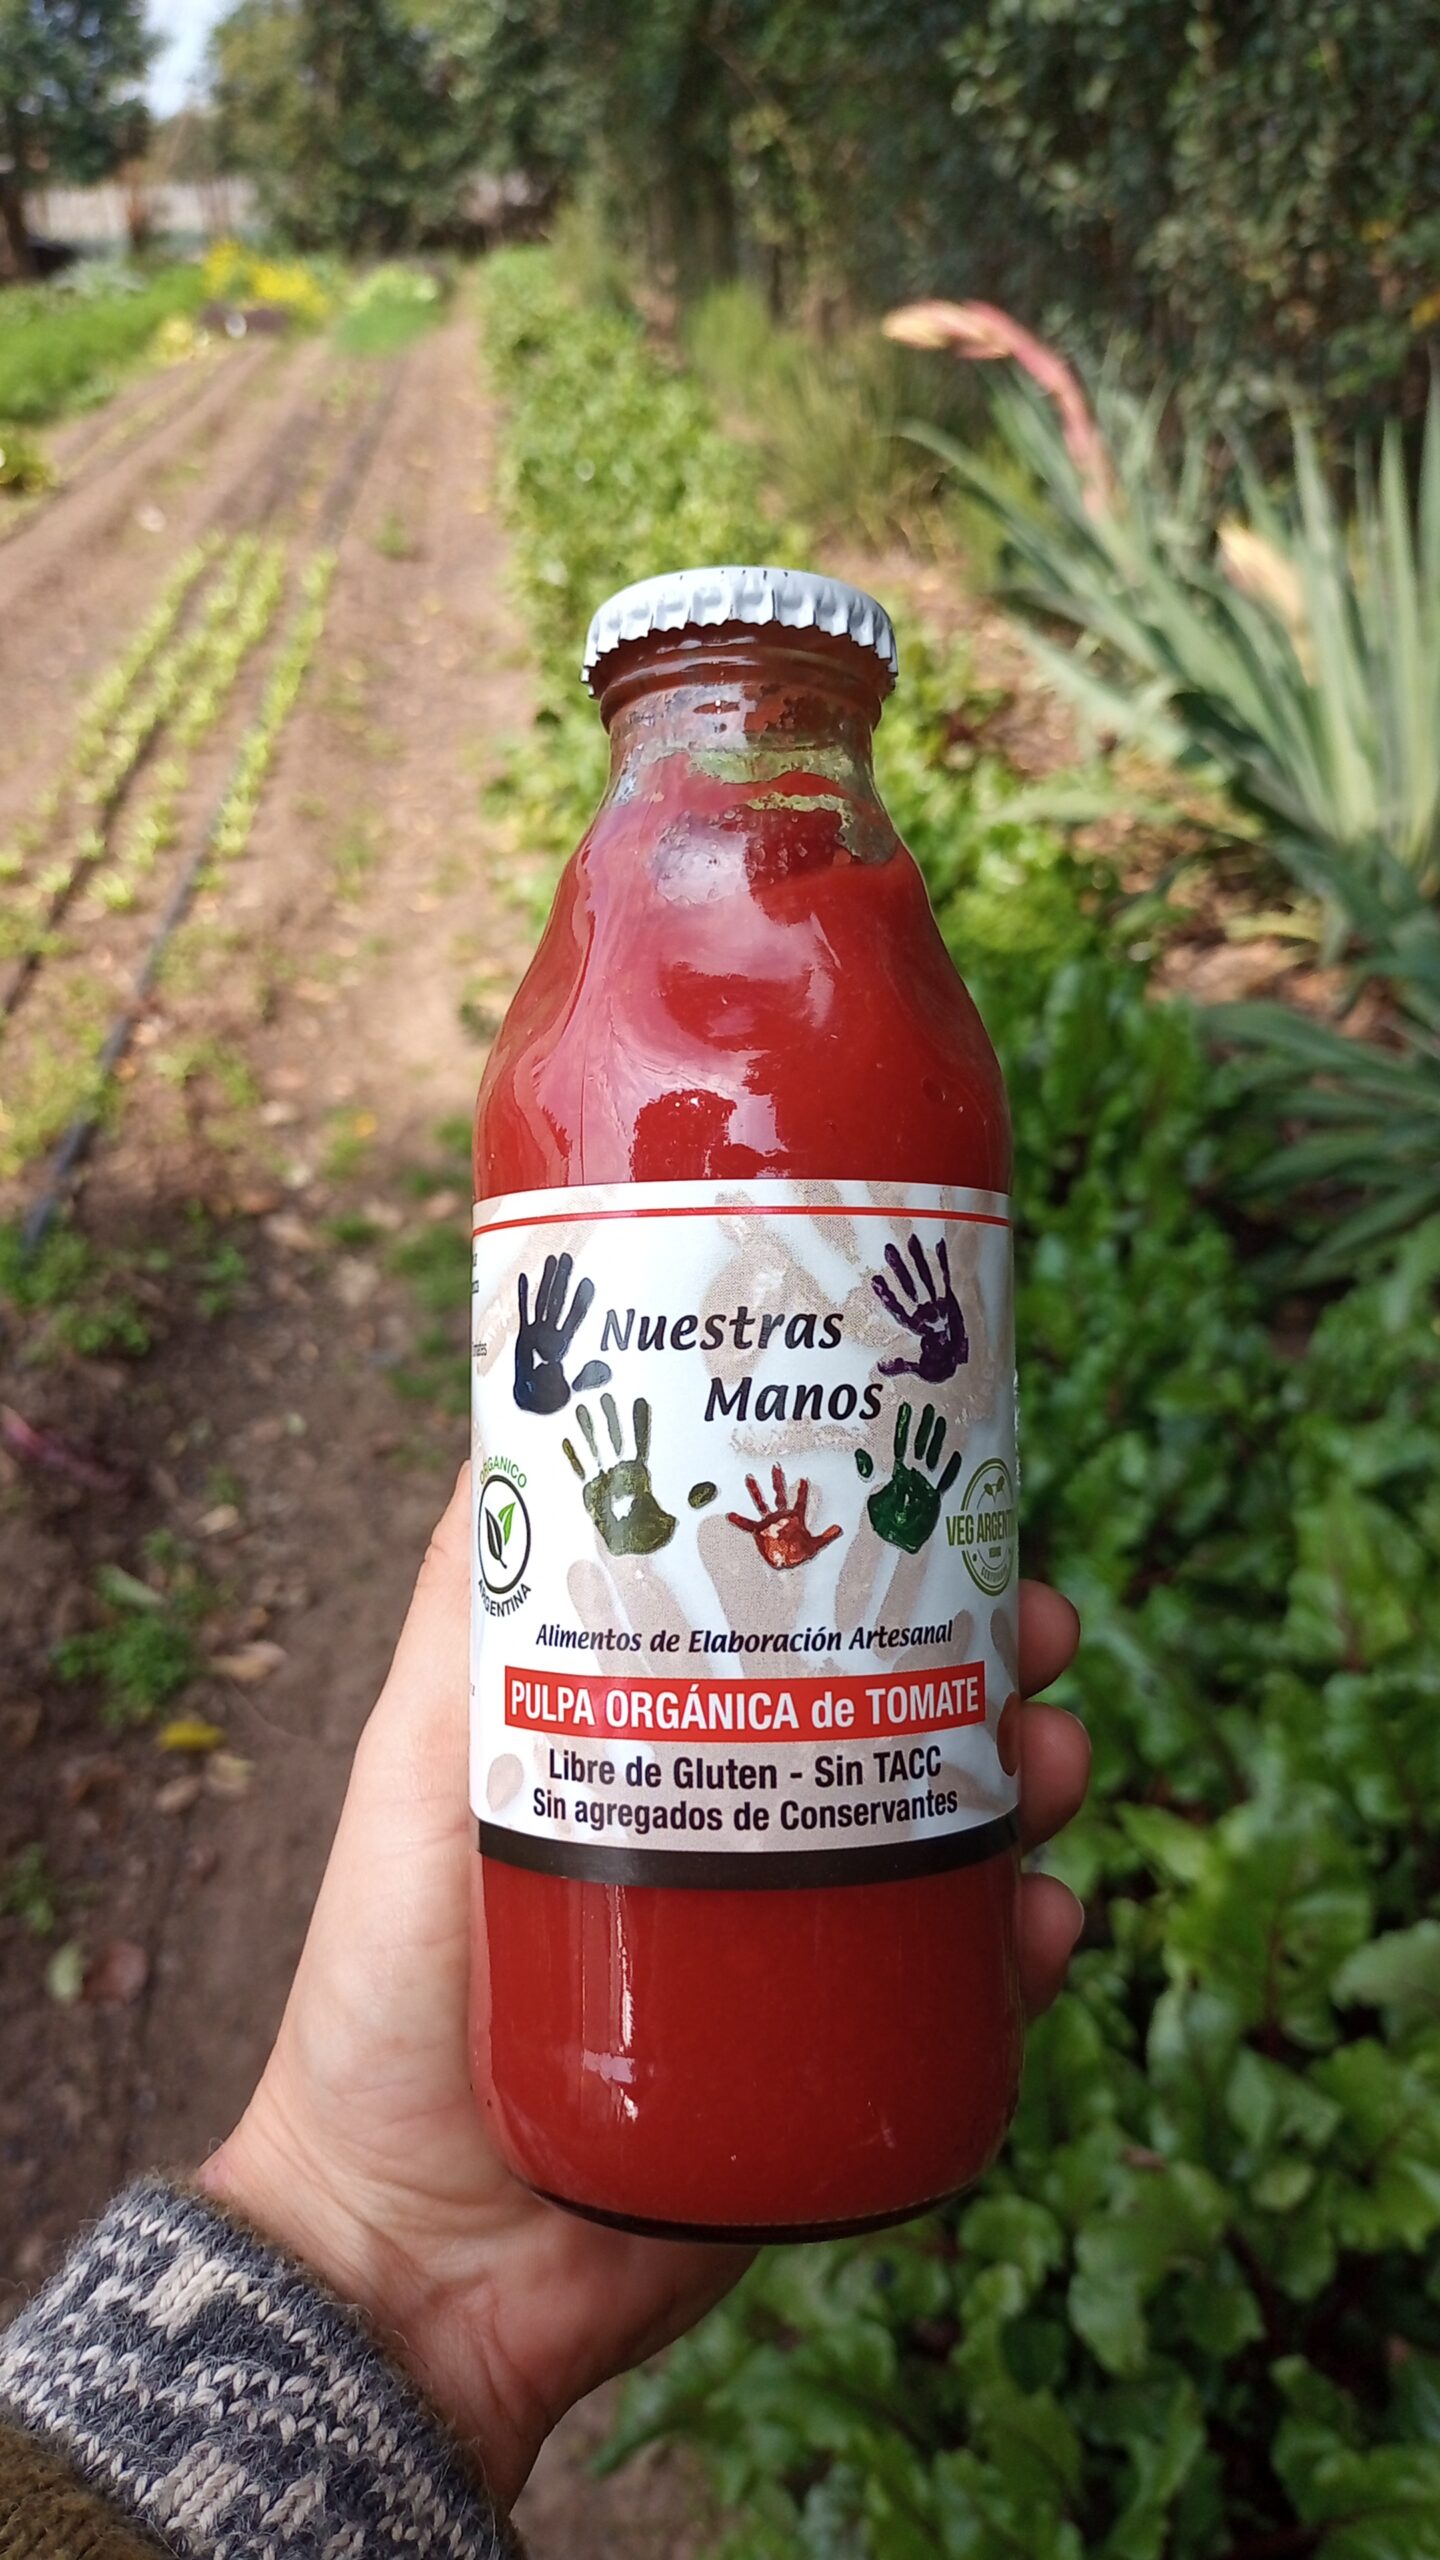 Nuestras
Manos
ORGANICO
ARGENTINA
VEG ARGENTI
Alimentos de Elaboración Artesanal
PULPA ORGÁNICA de TOMATE
Libre de Gluten - Sin TACC
Sin agregados de Conservantes